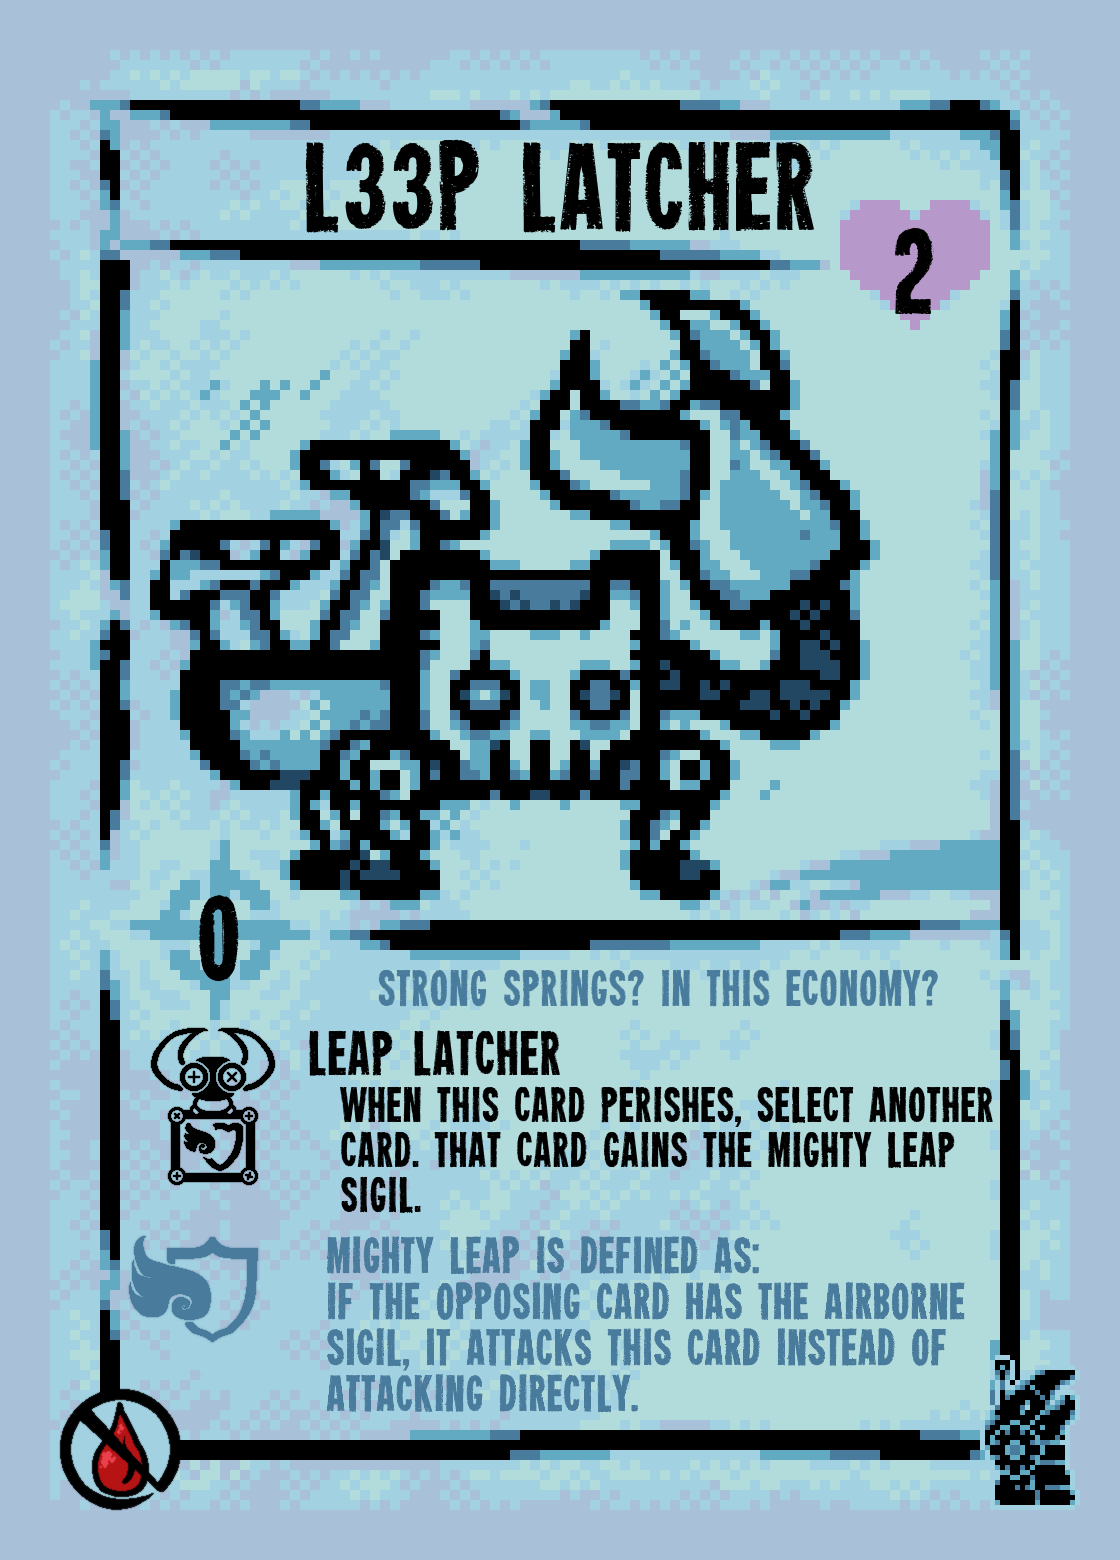 L33P LATCHER
2
0
STRONG SPRINGS? IN THIS ECONOMY?
LEAP LATCHER
WHEN THIS CARD PERISHES, SELECT ANOTHER
CARD. THAT CARD GAINS THE MIGHTY LEAP
SIGIL.
MIGHTY LEAP IS DEFINED AS:
IF THE OPPOSING CARD HAS THE AIRBORNE
SIGIL, IT ATTACKS THIS CARD INSTEAD OF
ATTACKING DIRECTLY.